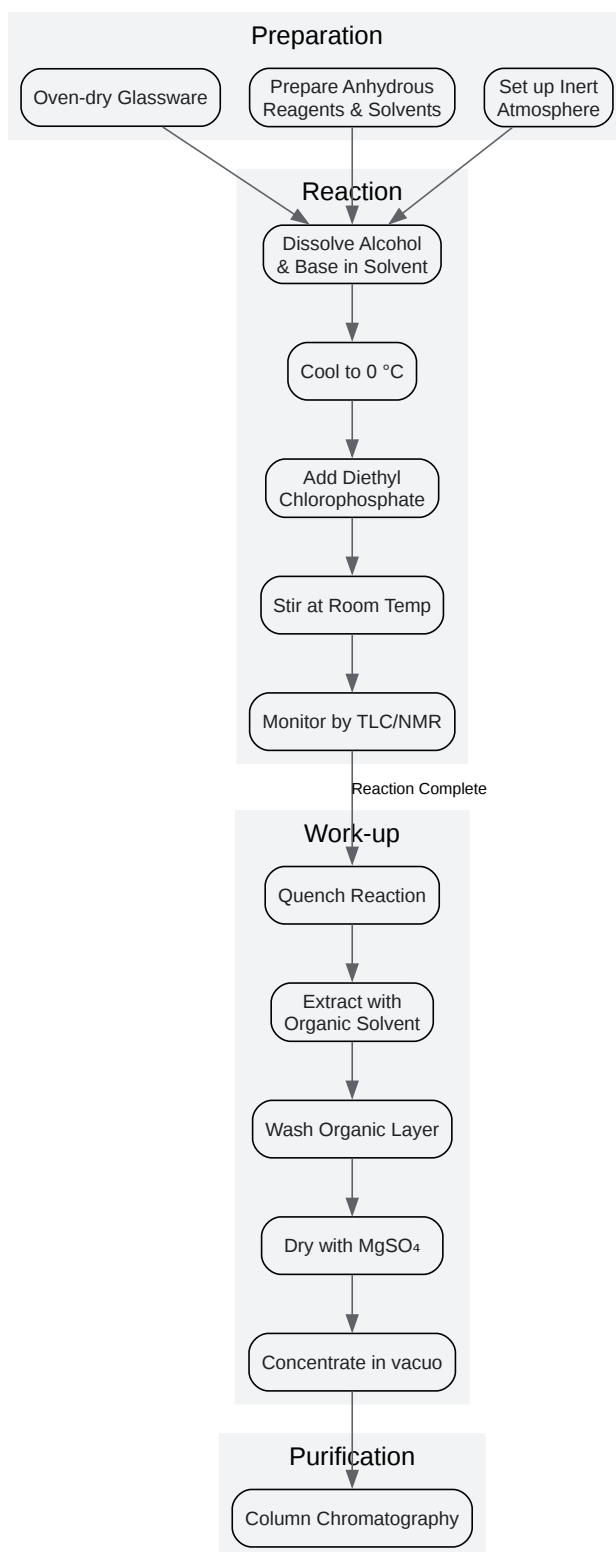 Preparation
Oven-dry Glassware
Prepare Anhydrous
Reagents & Solvents
Set up Inert
Atmosphere
Reaction
Dissolve Alcohol
& Base in Solvent
Cool to 0 °C
Add Diethyl
Chlorophosphate
Stir at Room Temp
Monitor by TLC/NMR
Reaction Complete
Work-up
Quench Reaction
Extract with
Organic Solvent
Wash Organic Layer
Dry with MgSO₄
Concentrate in vacuo
Purification
Column Chromatography